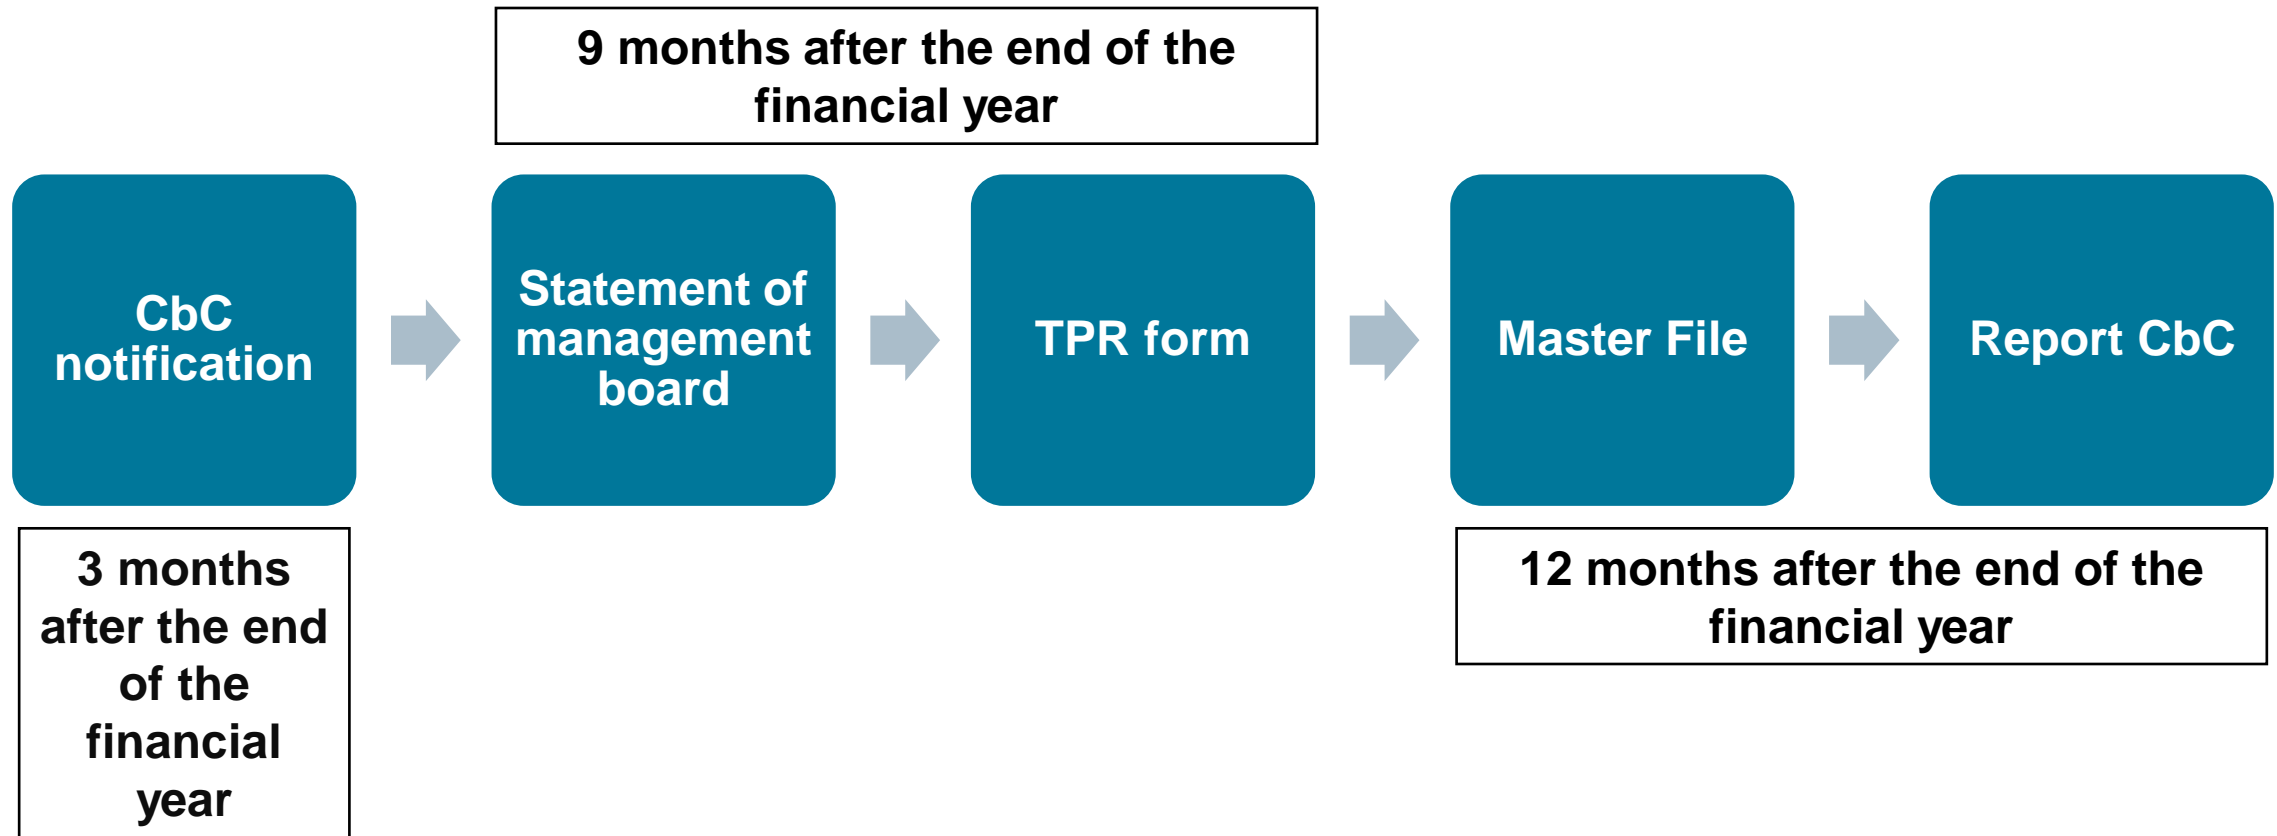 9 months after the end of the
financial year
CbC
notification
Statement of
management
board
TPR form
Master File
Report CbC
3 months
after the end
of the
financial
year
12 months after the end of the
financial year